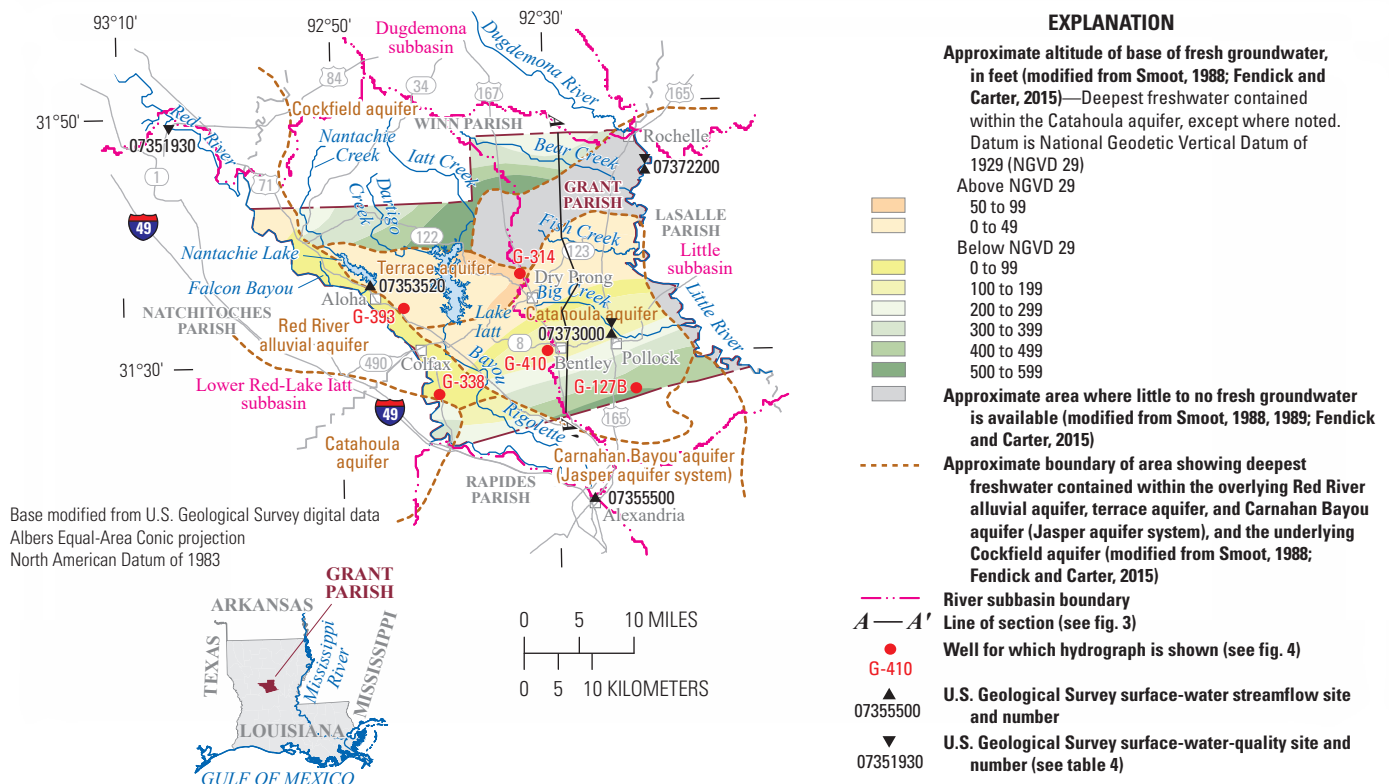 93°10'
92°50'
92°30'
31°50'
31°30'
Dugdemona
subbasin
Dugdemona River
84
34
167
165
Cockfield aquifer
WINN PARISH
Red River
07351930
Nantachie
Creek
Iatt Creek
Bear Creek
Rochelle
07372200
1
71
49
GRANT
PARISH
LASALLE
PARISH
Dartigo
Creek
122
Fish Creek
123
Little
subbasin
Nantachie Lake
Terrace aquifer
G-314
Dry Prong
07353520
Falcon Bayou
Aloha
Big Creek
Little River
NATCHITOCHES
PARISH
G-393
Lake
Iatt
Catahoula aquifer
07373000
Red River
alluvial aquifer
8
Bayou
Rigolette
490
Colfax
G-410
Bentley
Pollock
Lower Red-Lake Iatt
subbasin
G-338
G-127B
49
165
Catahoula
aquifer
Carnahan Bayou aquifer
(Jasper aquifer system)
RAPIDES
PARISH
07355500
Alexandria
Base modified from U.S. Geological Survey digital data
Albers Equal-Area Conic projection
North American Datum of 1983
GRANT
PARISH
ARKANSAS
TEXAS
Mississippi
River
MISSISSIPPI
LOUISIANA
GULF OF MEXICO
0 5 10 MILES
0 5 10 KILOMETERS
EXPLANATION
Approximate altitude of base of fresh groundwater,
in feet (modified from Smoot, 1988; Fendick and
Carter, 2015)—Deepest freshwater contained
within the Catahoula aquifer, except where noted.
Datum is National Geodetic Vertical Datum of
1929 (NGVD 29)
Above NGVD 29
50 to 99
0 to 49
Below NGVD 29
0 to 99
100 to 199
200 to 299
300 to 399
400 to 499
500 to 599
Approximate area where little to no fresh groundwater
is available (modified from Smoot, 1988, 1989; Fendick
and Carter, 2015)
Approximate boundary of area showing deepest
freshwater contained within the overlying Red River
alluvial aquifer, terrace aquifer, and Carnahan Bayou
aquifer (Jasper aquifer system), and the underlying
Cockfield aquifer (modified from Smoot, 1988;
Fendick and Carter, 2015)
River subbasin boundary
A — A' Line of section (see fig. 3)
Well for which hydrograph is shown (see fig. 4)
G-410
U.S. Geological Survey surface-water streamflow site
and number
07355500
U.S. Geological Survey surface-water-quality site and
number (see table 4)
07351930